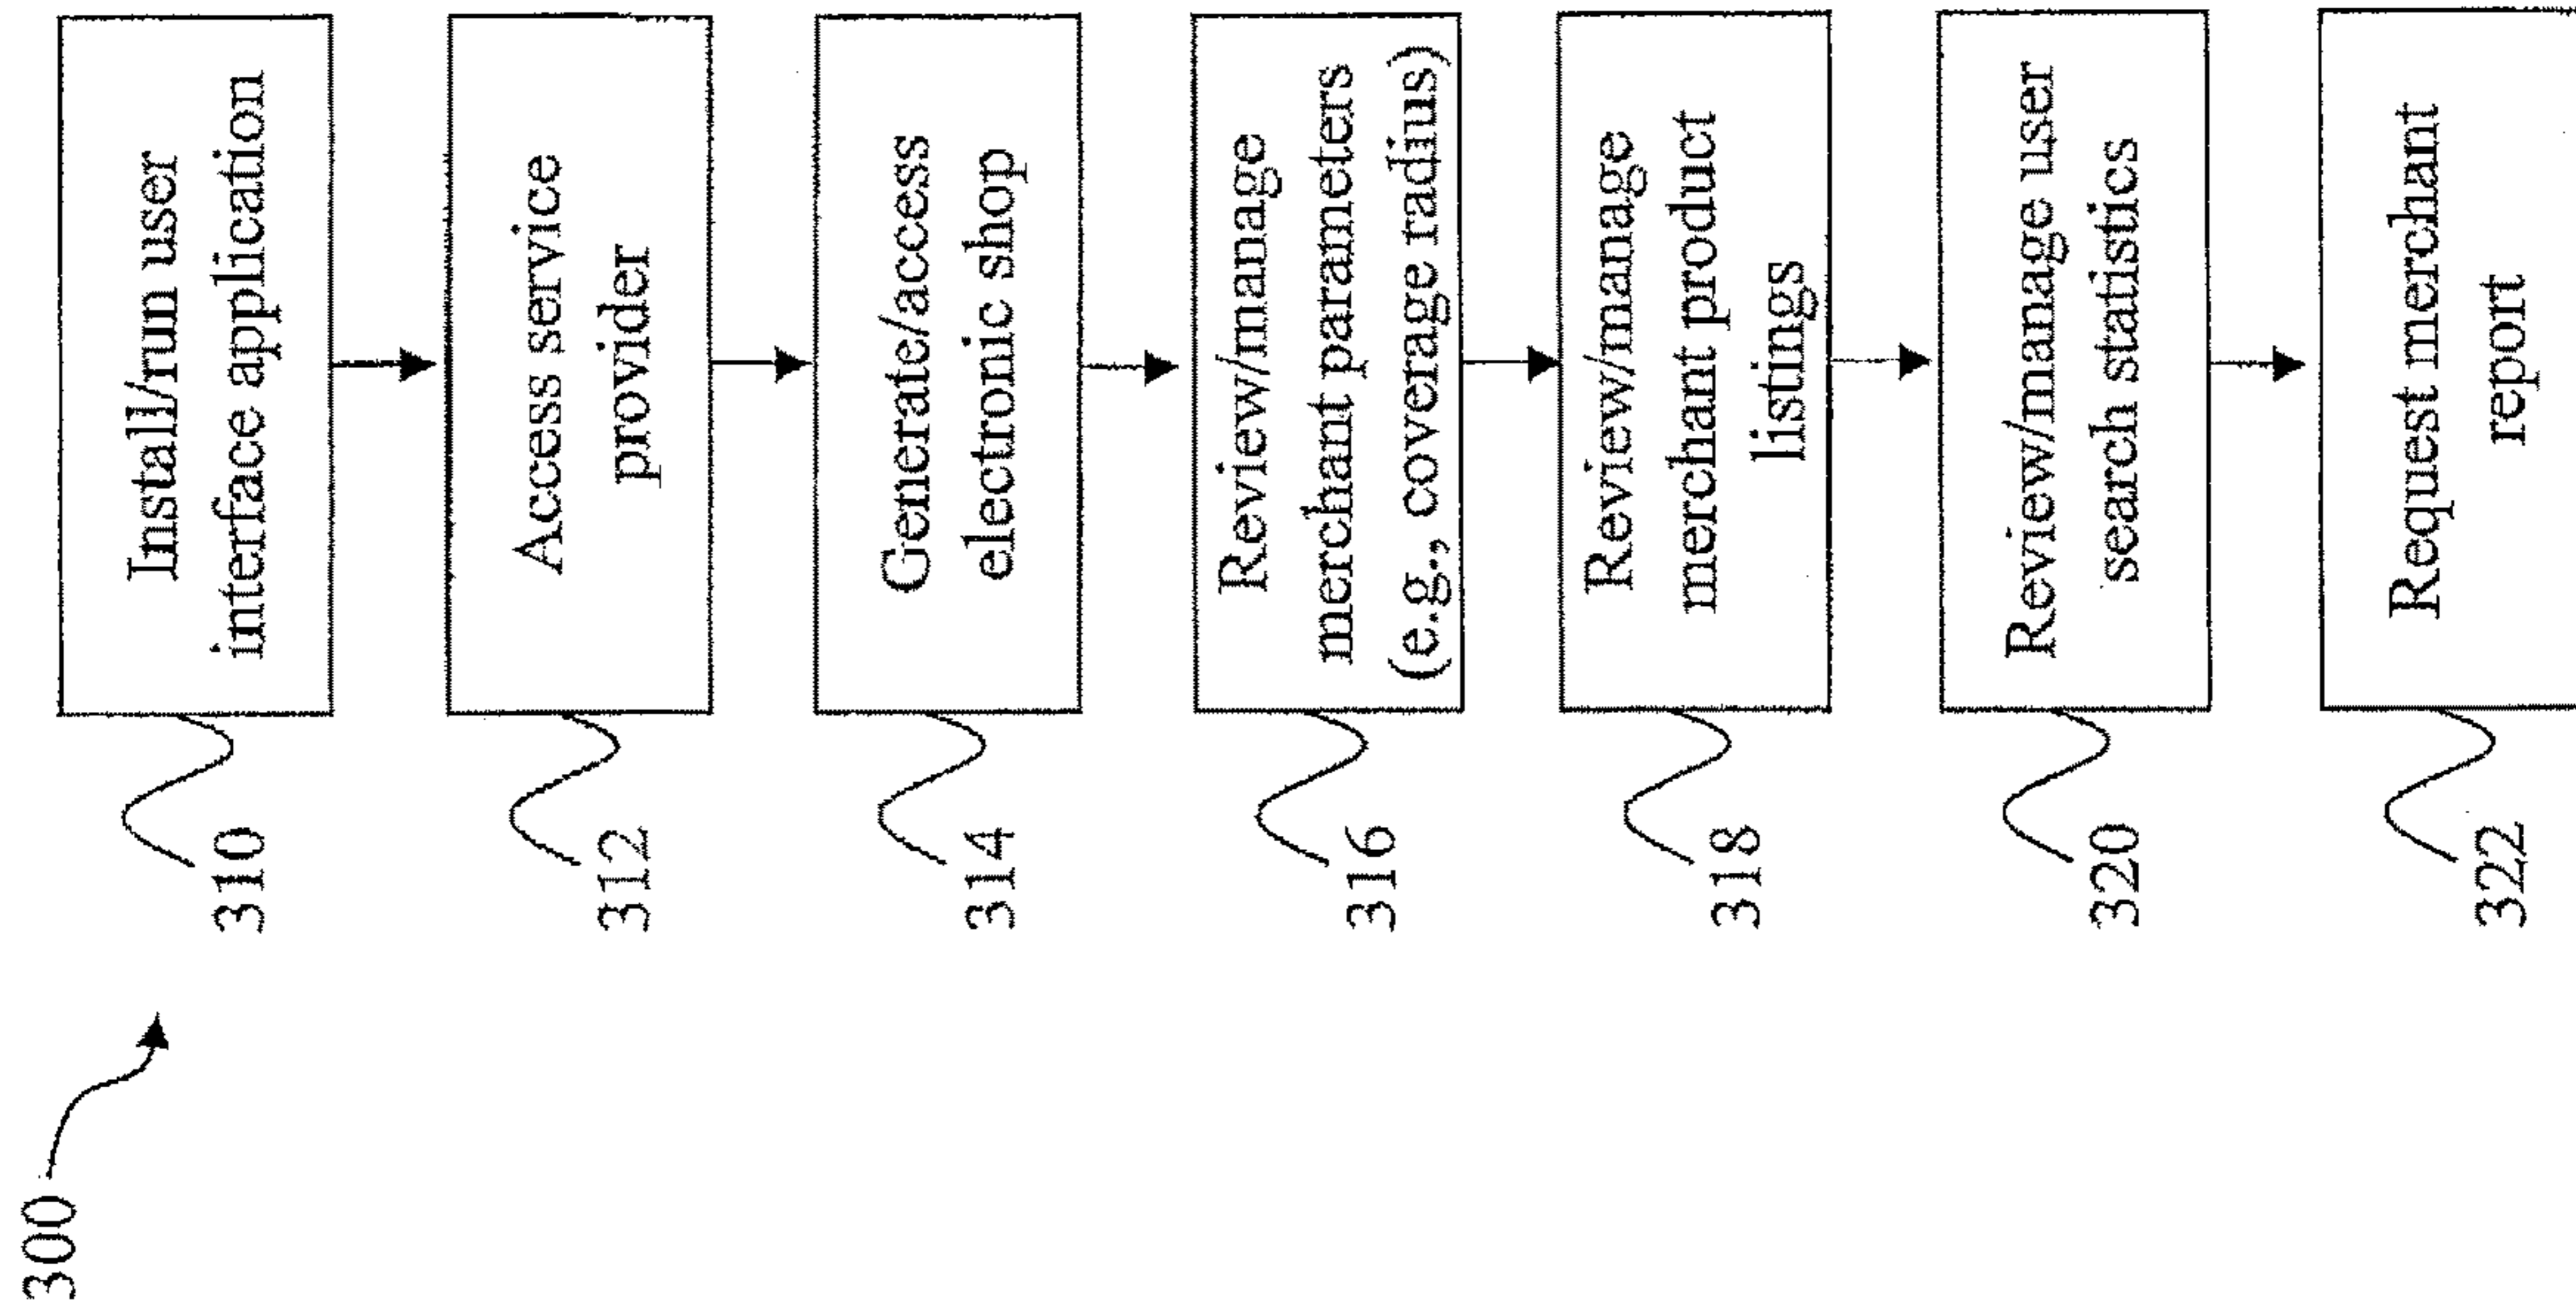 300
310
Install/run user
interface application
312
Access service
provider
314
Generate/access
electronic shop
316
Review/manage
merchant parameters
(e.g., coverage radius)
318
Review/manage
merchant product
listings
320
Review/manage user
search statistics
322
Request merchant
report